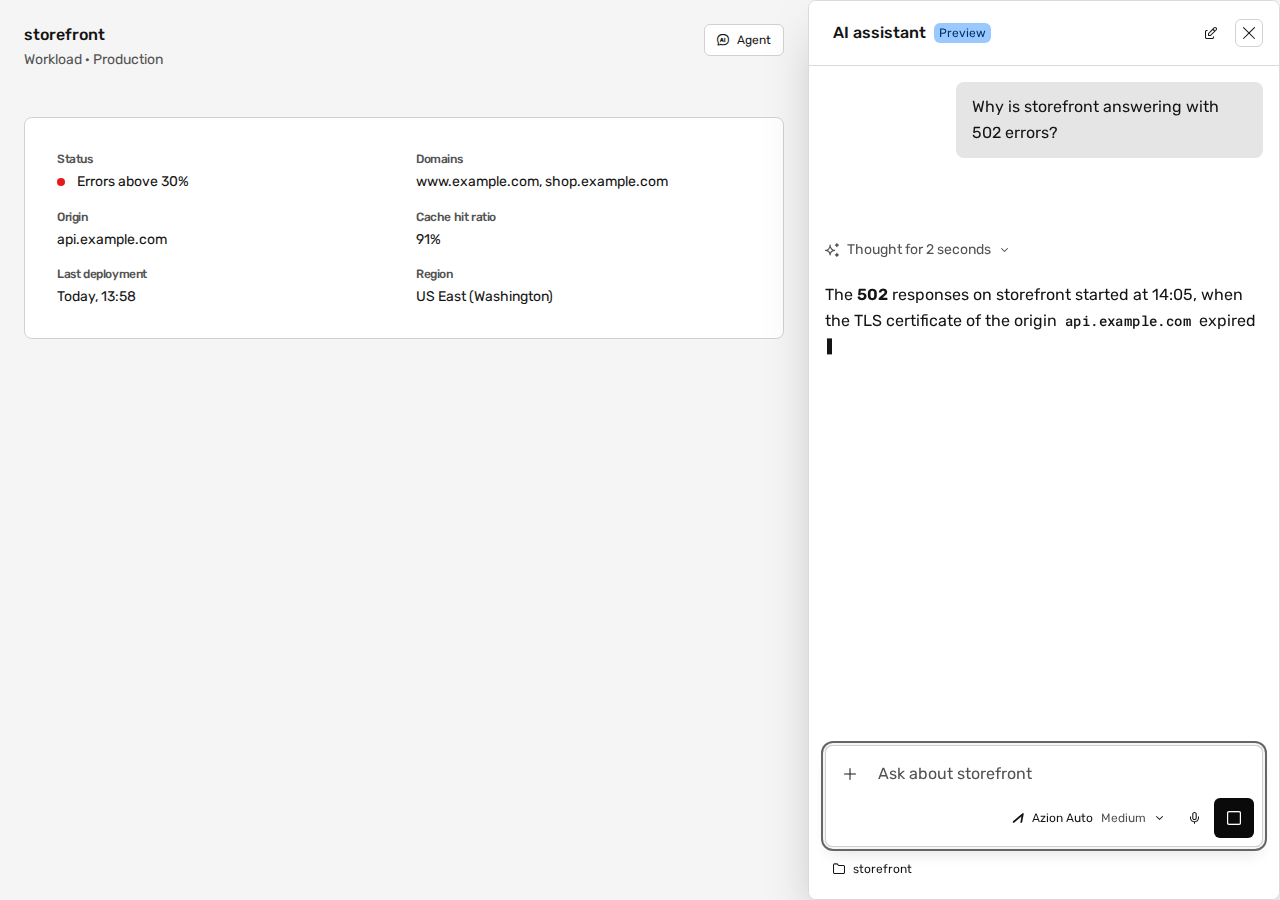 storefront
Workload • Production
Agent
Status
Errors above 30%
Domains
www.example.com, shop.example.com
Origin
api.example.com
Cache hit ratio
91%
Last deployment
Today, 13:58
Region
US East (Washington)
AI assistant
Preview
Why is storefront answering with
502 errors?
Thought for 2 seconds
The 502 responses on storefront started at 14:05, when
the TLS certificate of the origin api.example.com expired
Ask about storefront
Azion Auto Medium
storefront